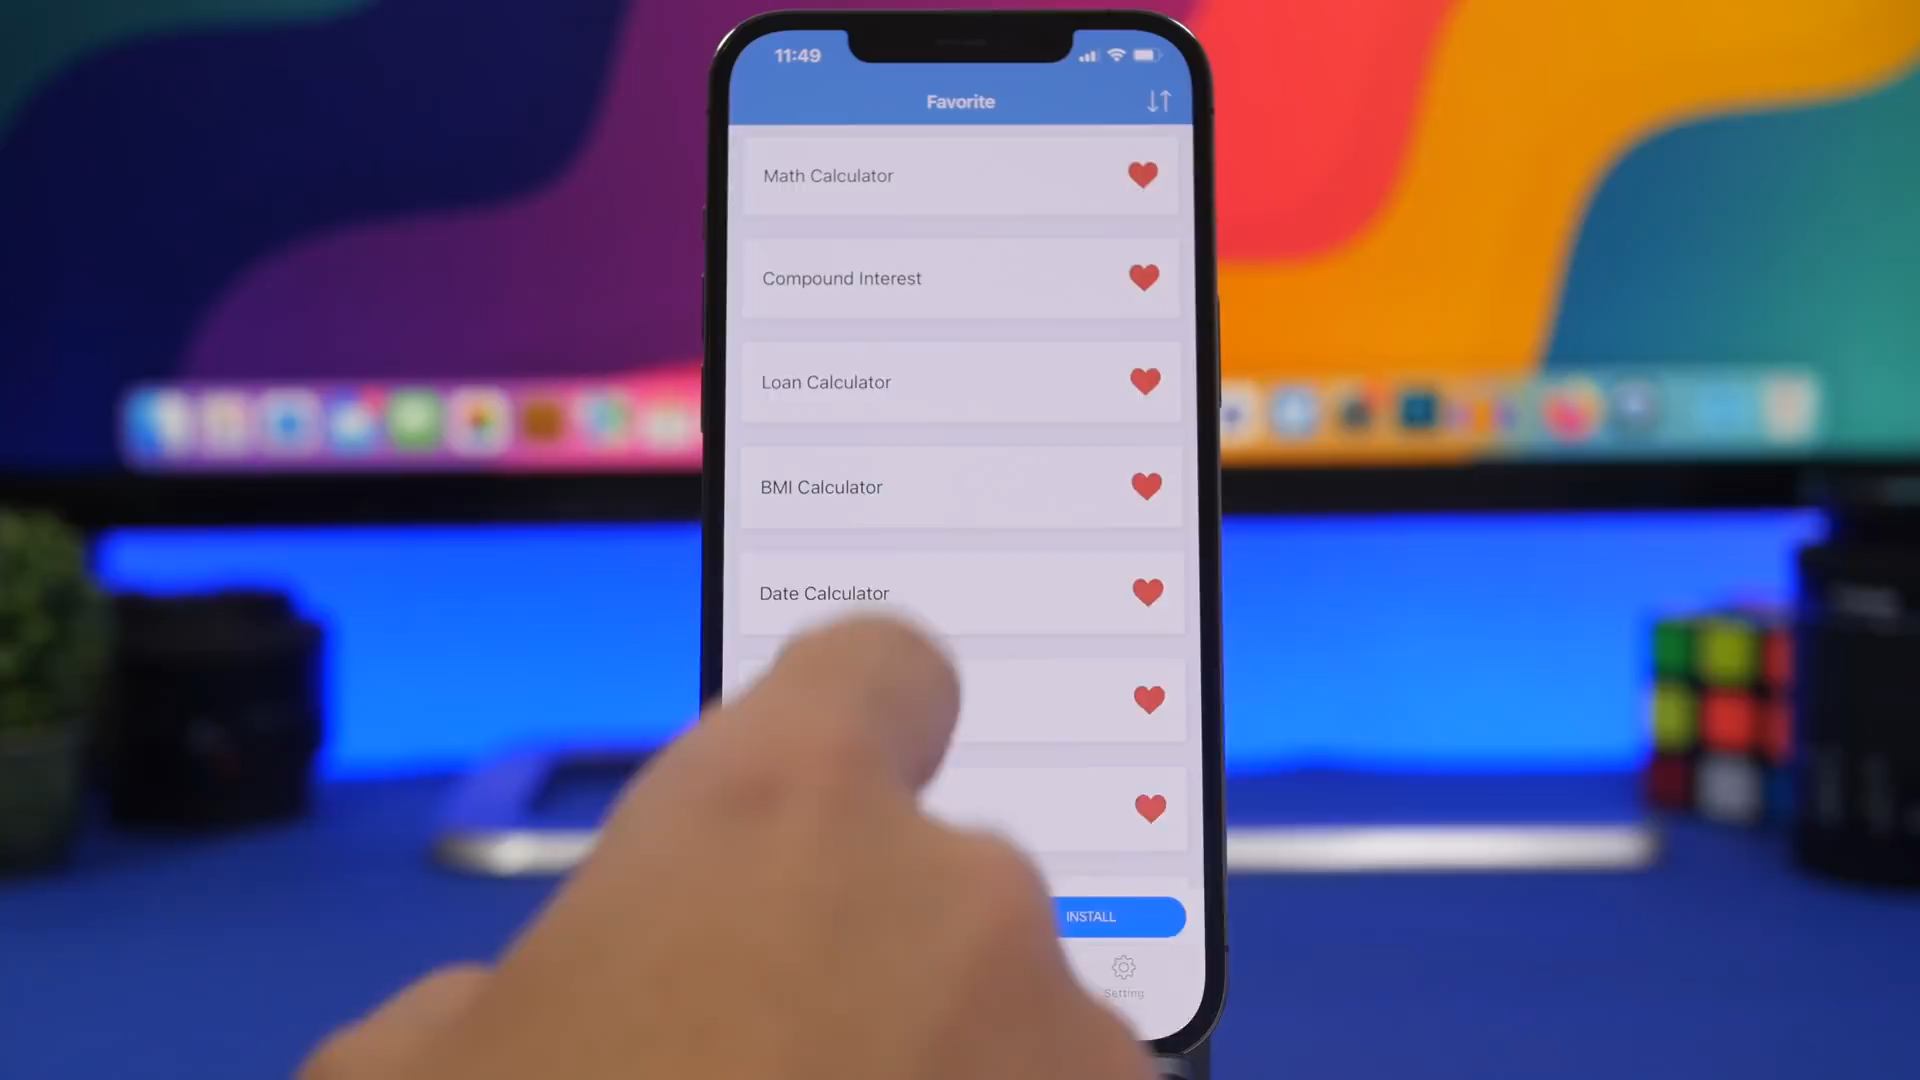 11:49
Favorite
Math Calculator
Compound Interest
Loan Calculator
BMI Calculator
Date Calculator
INSTALL
Setting